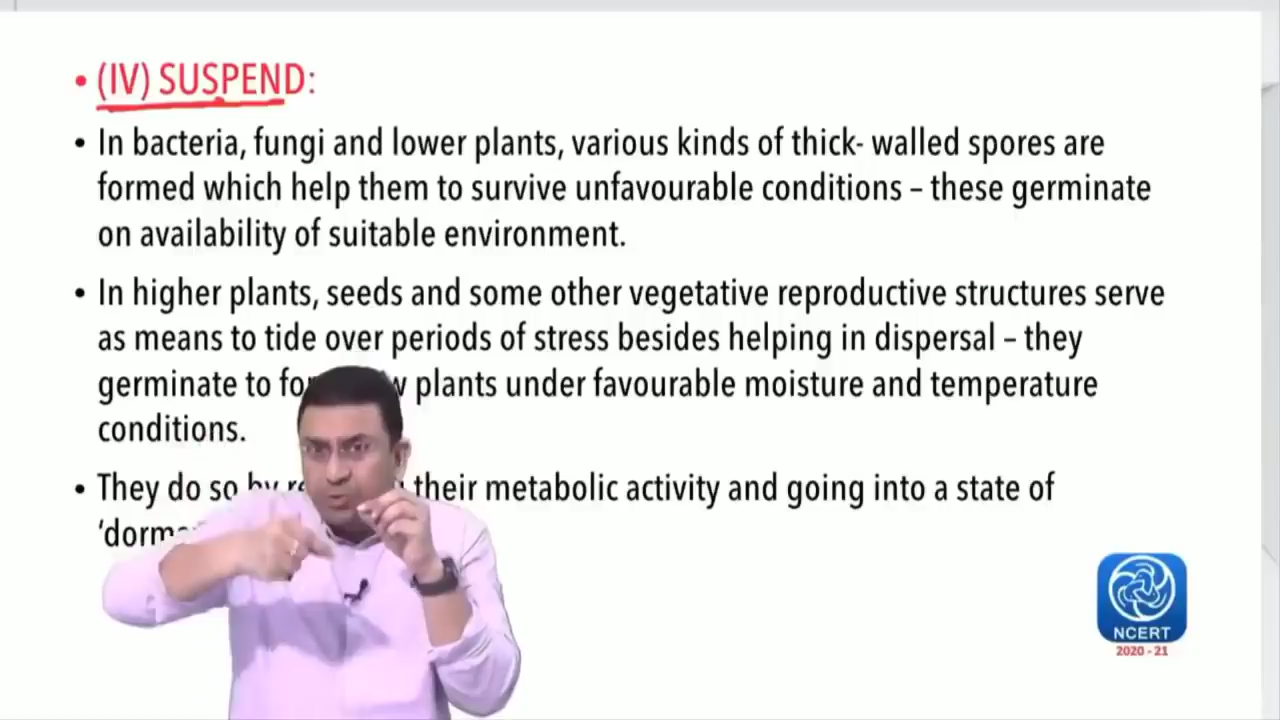 • (IV) SUSPEND:
• In bacteria, fungi and lower plants, various kinds of thick- walled spores are
formed which help them to survive unfavourable conditions – these germinate
on availability of suitable environment.
• In higher plants, seeds and some other vegetative reproductive structures serve
as means to tide over periods of stress besides helping in dispersal – they
germinate to plants under favourable moisture and temperature
conditions.
• They do so by their metabolic activity and going into a state of
NCERT
2020 - 21